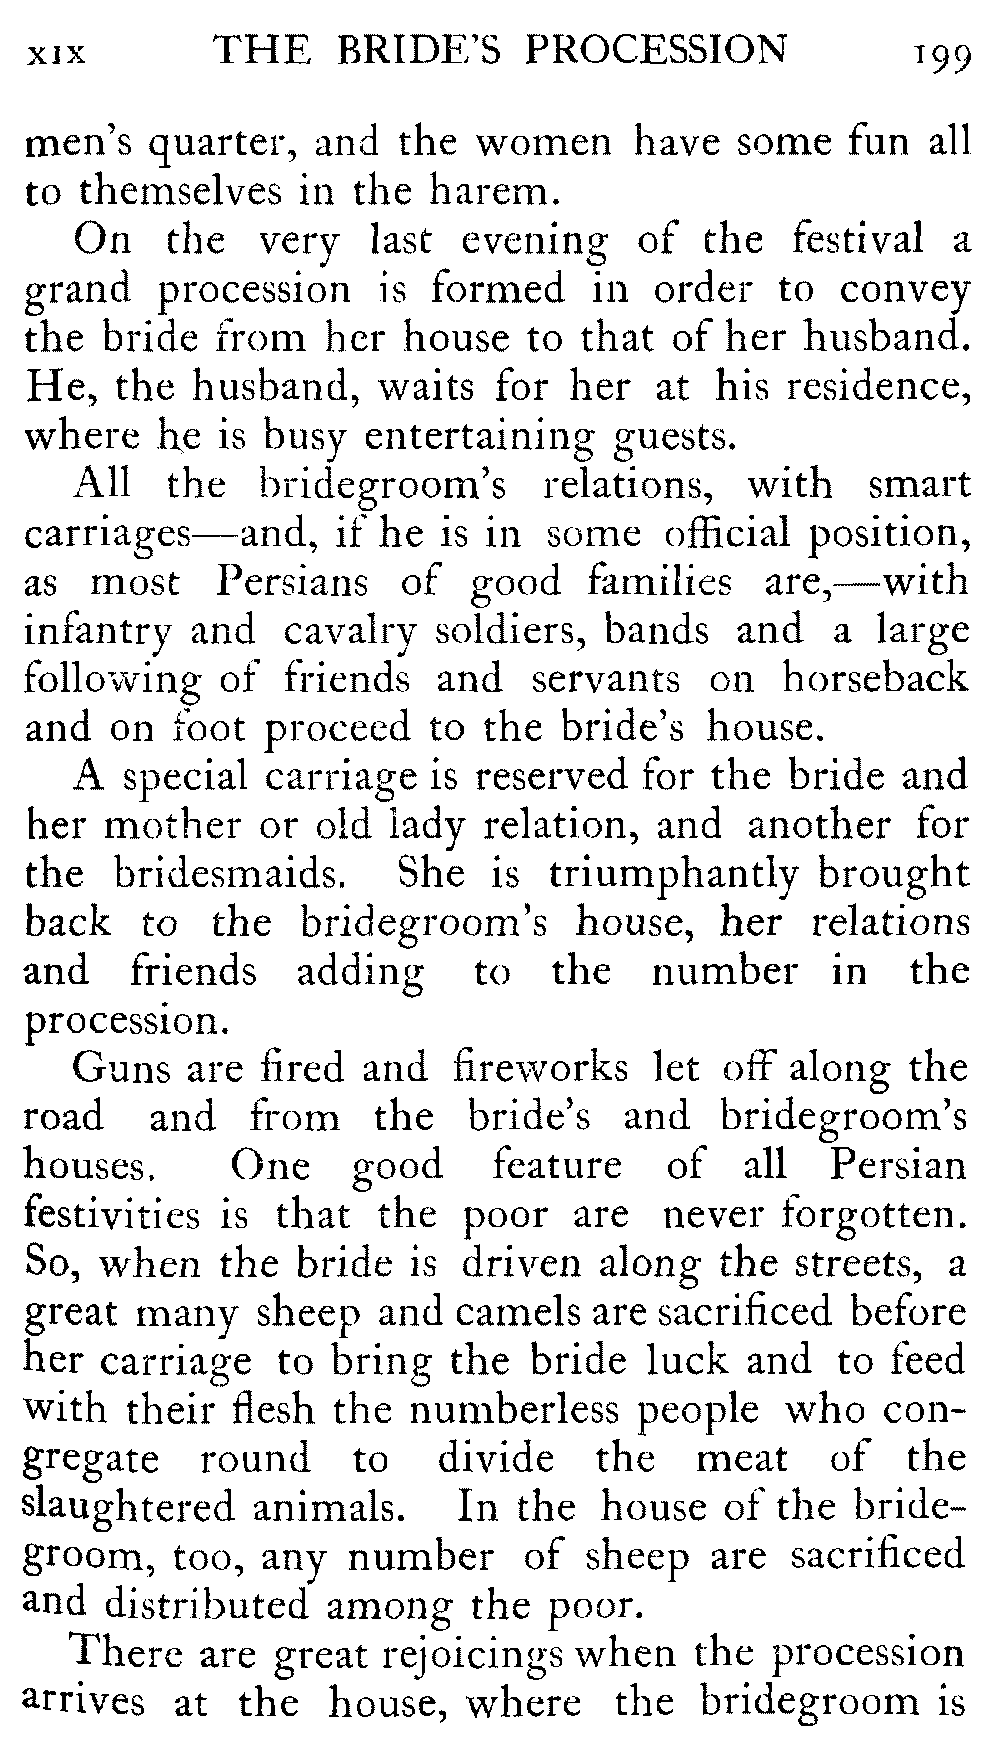 xix THE BRIDE'S PROCESSION 199
men's quarter, and the women have some fun all
to themselves in the harem.
On the very last evening of the festival a
grand procession is formed in order to convey
the bride from her house to that of her husband.
He, the husband, waits for her at his residence,
where he is busy entertaining guests.
All the bridegroom's relations, with smart
carriages—and, if he is in some official position,
as most Persians of good families are,—with
infantry and cavalry soldiers, bands and a large
following of friends and servants on horseback
and on foot proceed to the bride's house.
A special carriage is reserved for the bride and
her mother or old lady relation, and another for
the bridesmaids. She is triumphantly brought
back to the bridegroom's house, her relations
and friends adding to the number in the
procession.
Guns are fired and fireworks let off along the
road and from the bride's and bridegroom's
houses. One good feature of all Persian
festivities is that the poor are never forgotten.
So, when the bride is driven along the streets, a
great many sheep and camels are sacrificed before
her carriage to bring the bride luck and to feed
with their flesh the numberless people who con-
gregate round to divide the meat of the
slaughtered animals. In the house of the bride-
groom, too, any number of sheep are sacrificed
and distributed among the poor.
There are great rejoicings when the procession
arrives at the house, where the bridegroom is